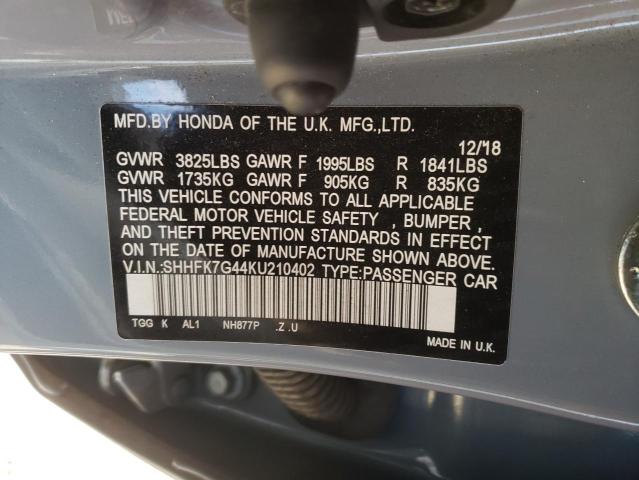 MFD.BY HONDA OF THE U.K. MFG.,LTD.
12/18
GVWR 3825LBS GAWR F 1995LBS R 1841LBS
GVWR 1735KG GAWR F 905KG R 835KG
THIS VEHICLE CONFORMS TO ALL APPLICABLE
FEDERAL MOTOR VEHICLE SAFETY , BUMPER ,
AND THEFT PREVENTION STANDARDS IN EFFECT
ON THE DATE OF MANUFACTURE SHOWN ABOVE.
V.I.N.:SHHFK7G44KU210402 TYPE:PASSENGER CAR
TGG K AL1 NH877P .Z .U
MADE IN U.K.